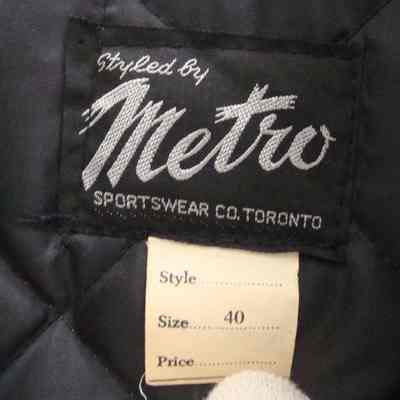 Styled by
Metro
SPORTSWEAR CO. TORONTO
Style..............
Size.......40.......
Price..............